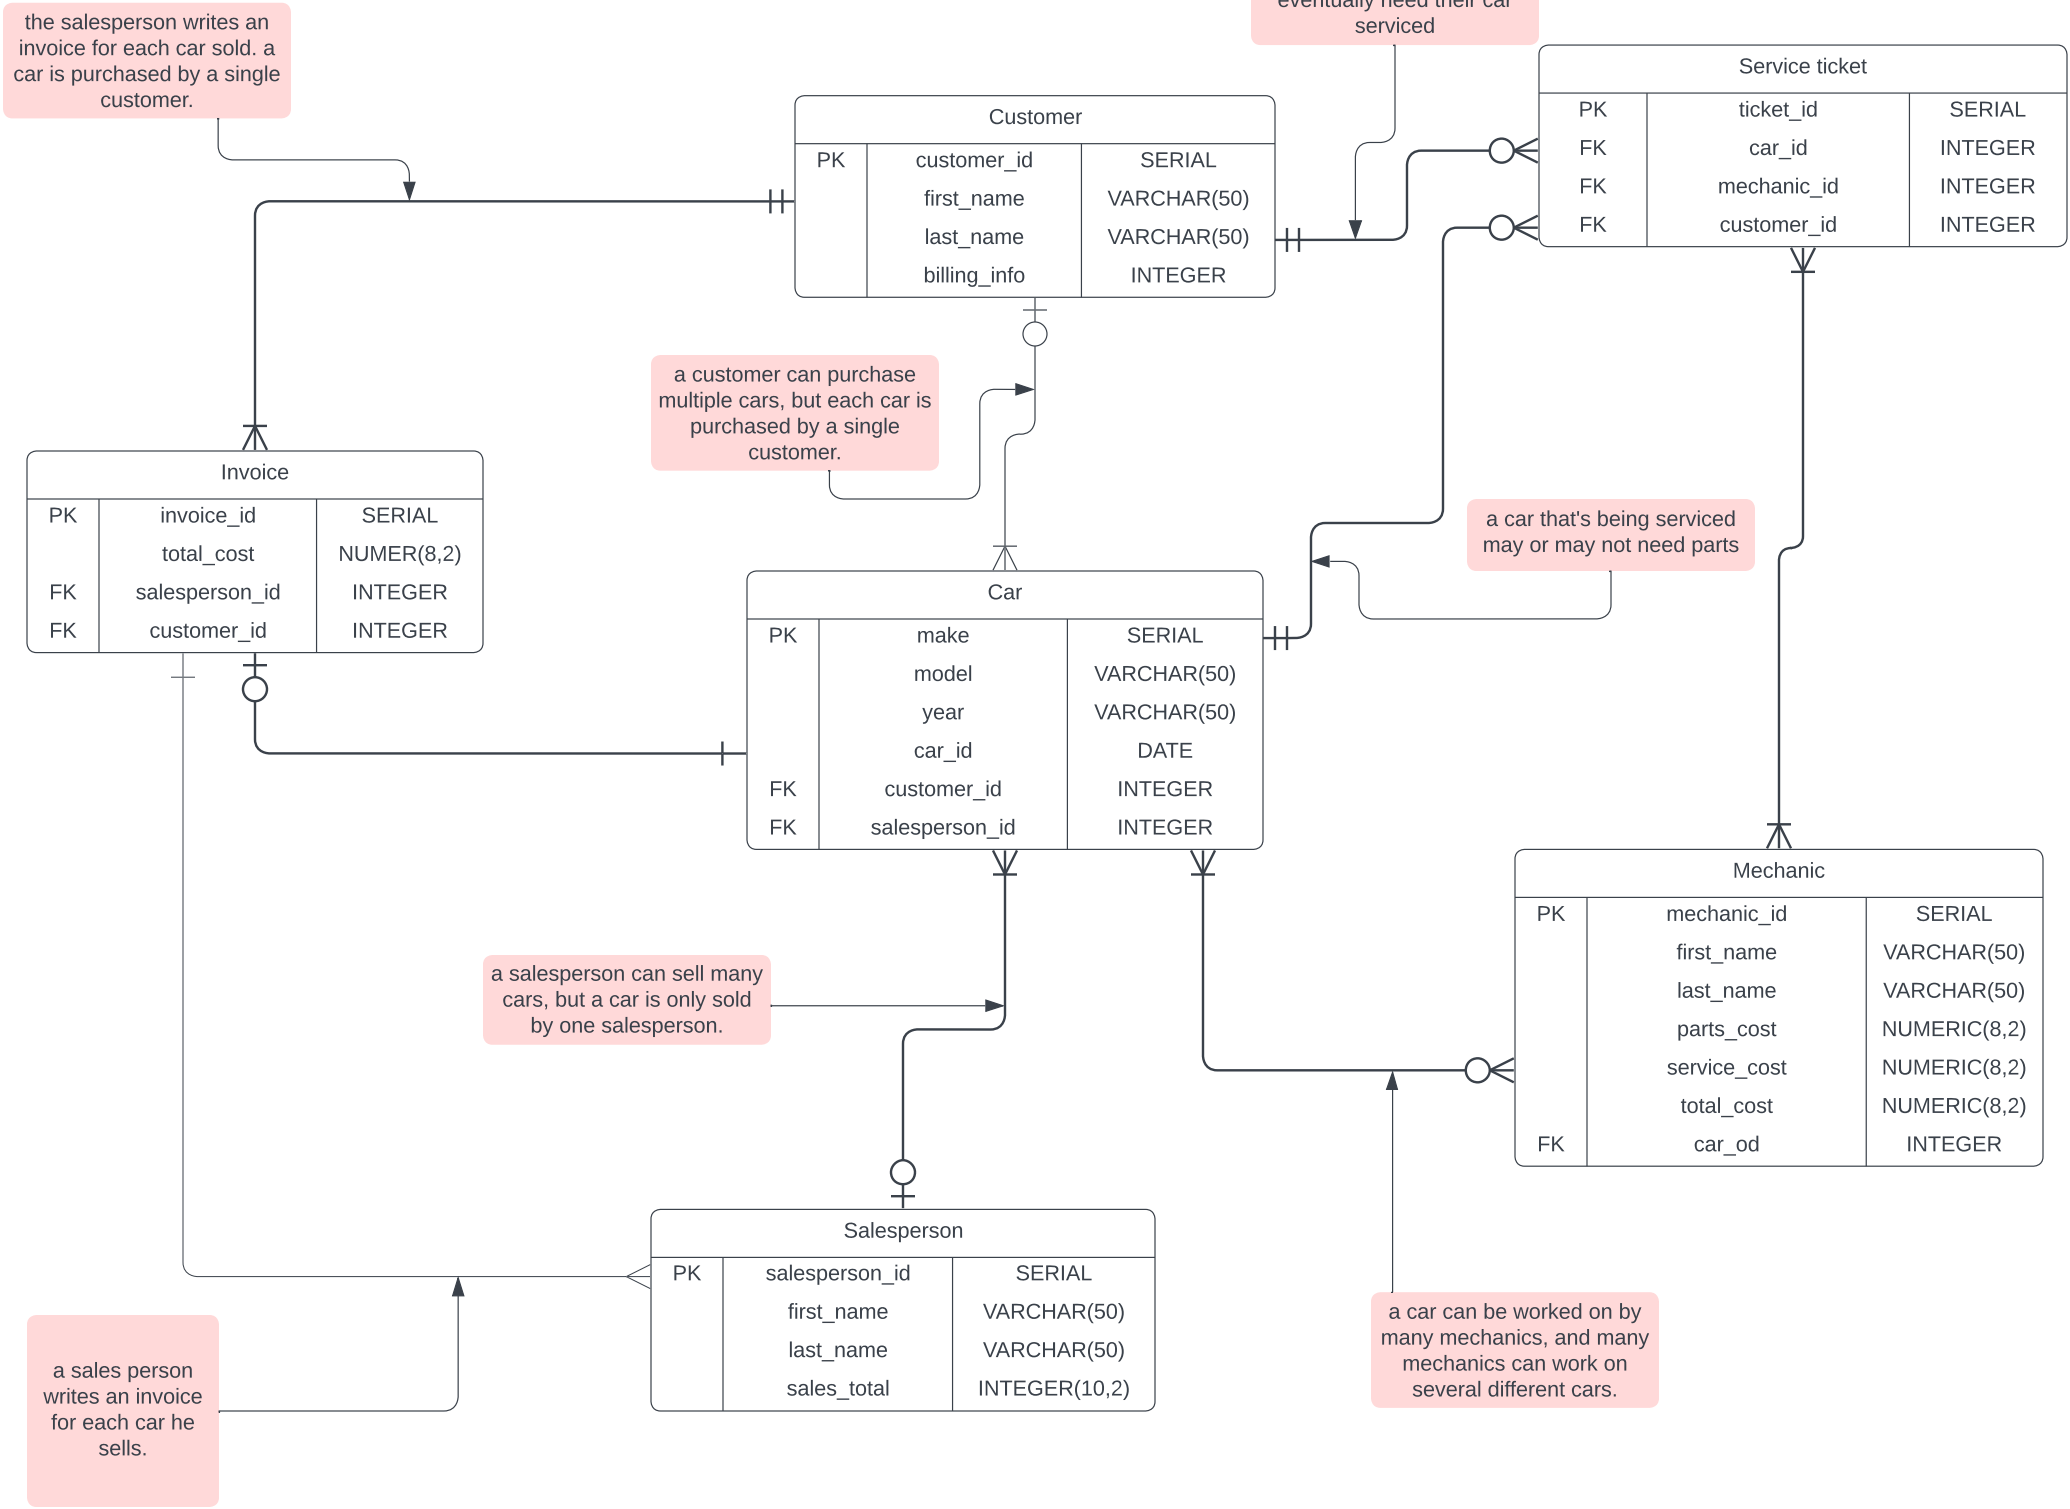 the salesperson writes an
invoice for each car sold. a
car is purchased by a single
customer.
eventually need their car
serviced
Service ticket
PK ticket_id SERIAL
FK car_id INTEGER
FK mechanic_id INTEGER
FK customer_id INTEGER
Customer
PK customer_id SERIAL
first_name VARCHAR(50)
last_name VARCHAR(50)
billing_info INTEGER
a customer can purchase
multiple cars, but each car is
purchased by a single
customer.
Invoice
PK invoice_id SERIAL
total_cost NUMER(8,2)
FK salesperson_id INTEGER
FK customer_id INTEGER
a car that's being serviced
may or may not need parts
Car
PK make SERIAL
model VARCHAR(50)
year VARCHAR(50)
car_id DATE
FK customer_id INTEGER
FK salesperson_id INTEGER
Mechanic
PK mechanic_id SERIAL
first_name VARCHAR(50)
last_name VARCHAR(50)
parts_cost NUMERIC(8,2)
service_cost NUMERIC(8,2)
total_cost NUMERIC(8,2)
FK car_od INTEGER
a salesperson can sell many
cars, but a car is only sold
by one salesperson.
Salesperson
PK salesperson_id SERIAL
first_name VARCHAR(50)
last_name VARCHAR(50)
sales_total INTEGER(10,2)
a sales person
writes an invoice
for each car he
sells.
a car can be worked on by
many mechanics, and many
mechanics can work on
several different cars.